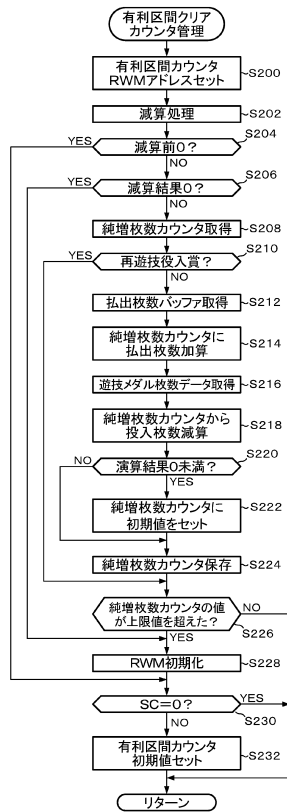 有利区間クリア
カウンタ管理
有利区間カウンタ
RWMアドレスセット
S200
減算処理
S202
S204
YES
減算前0?
NO
S206
YES
減算結果0?
NO
純増枚数カウンタ取得
S208
S210
YES
再遊技役入賞?
NO
払出枚数バッファ取得
S212
純増枚数カウンタに
払出枚数加算
S214
遊技メダル枚数データ取得
S216
純増枚数カウンタから
投入枚数減算
S218
S220
NO
演算結果0未満?
YES
純増枚数カウンタに
初期値をセット
S222
純増枚数カウンタ保存
S224
純増枚数カウンタの値
が上限値を超えた?
NO
S226
YES
RWM初期化
S228
SC=0?
YES
S230
NO
有利区間カウンタ
初期値セット
S232
リターン